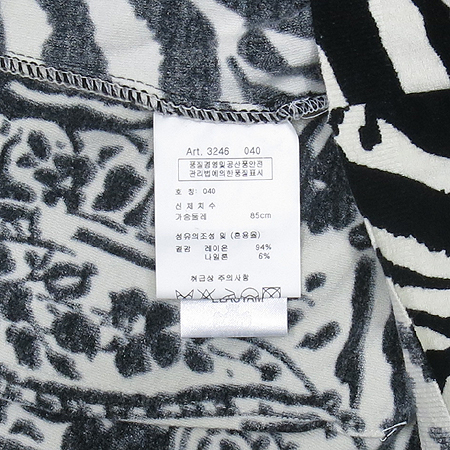 Art. 3246 040
품질경영및공산품안전
관리법에의한품질표시
호 칭: 040
신 체 치 수
가슴둘레 85cm
섬유의조성 및 (혼용율)
겉감 레이온 94%
나일론 6%
취급상 주의사항